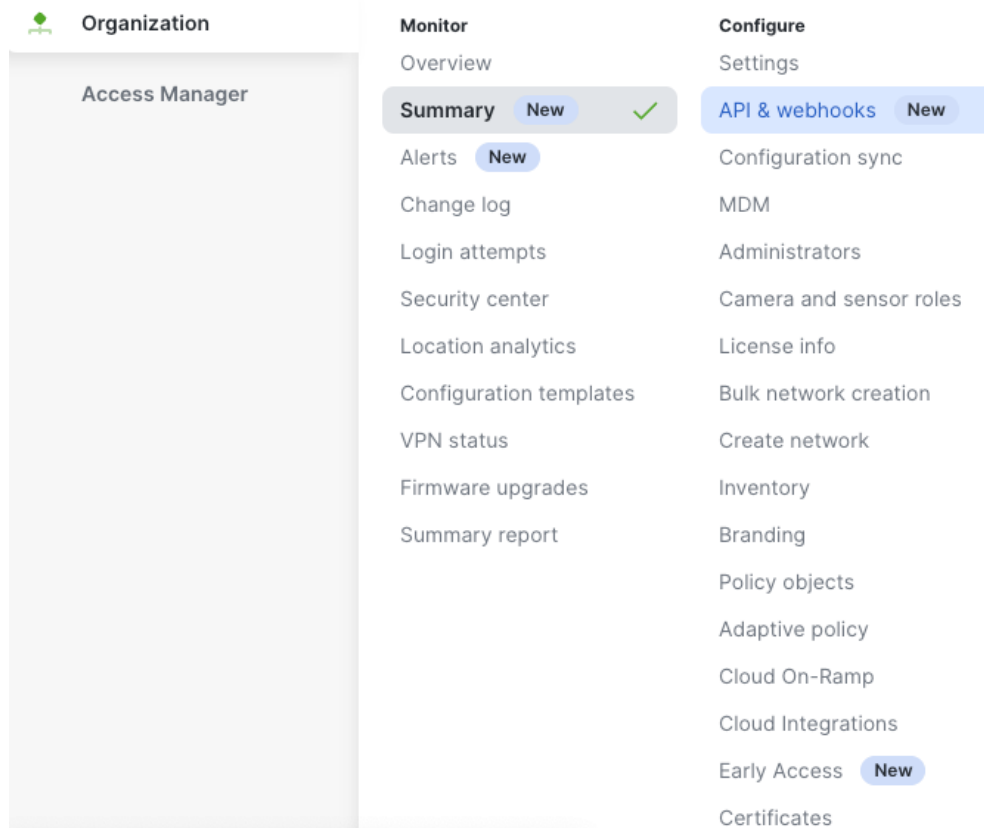 Organization
Access Manager
Monitor
Overview
Summary New
Alerts New
Change log
Login attempts
Security center
Location analytics
Configuration templates
VPN status
Firmware upgrades
Summary report
Configure
Settings
API & webhooks New
Configuration sync
MDM
Administrators
Camera and sensor roles
License info
Bulk network creation
Create network
Inventory
Branding
Policy objects
Adaptive policy
Cloud On-Ramp
Cloud Integrations
Early Access New
Certificates